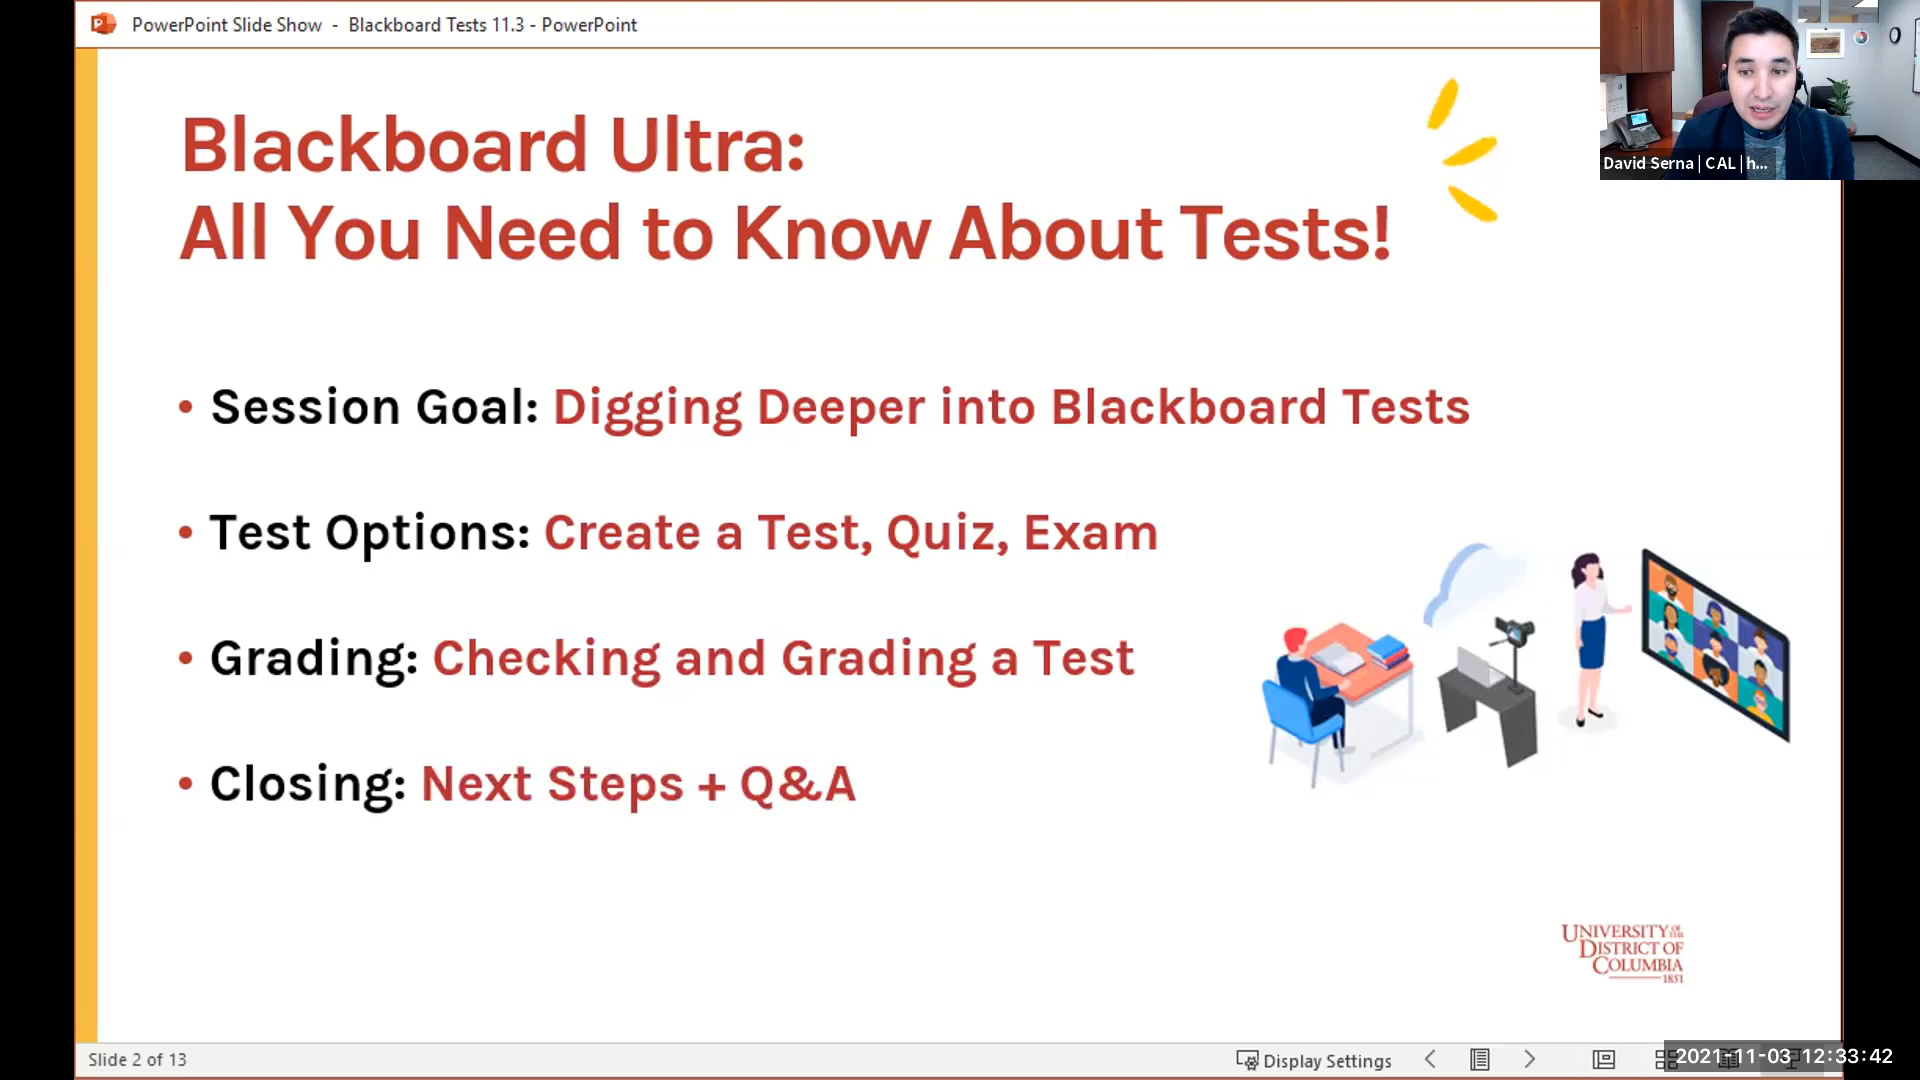 PowerPoint Slide Show - Blackboard Tests 11.3 - PowerPoint
David Serna | CAL | h...
Blackboard Ultra:
All You Need to Know About Tests!
• Session Goal: Digging Deeper into Blackboard Tests
• Test Options: Create a Test, Quiz, Exam
• Grading: Checking and Grading a Test
• Closing: Next Steps + Q&A
UNIVERSITY OF THE
DISTRICT OF
COLUMBIA
1851
Slide 2 of 13
Display Settings
2021-11-03 12:33:42